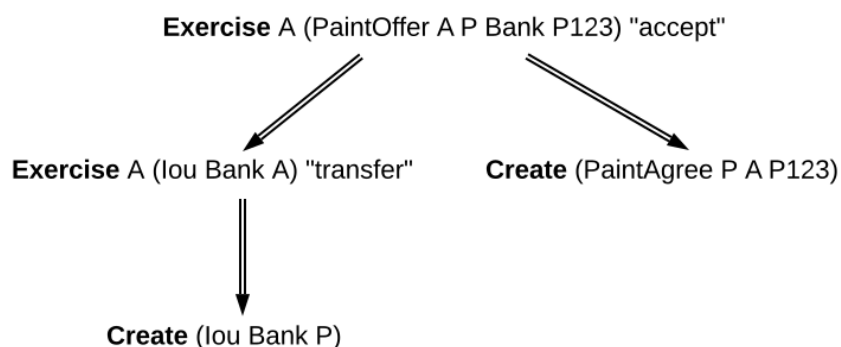 Exercise A (PaintOffer A P Bank P123) "accept"
Exercise A (Iou Bank A) "transfer"
Create (PaintAgree P A P123)
Create (Iou Bank P)